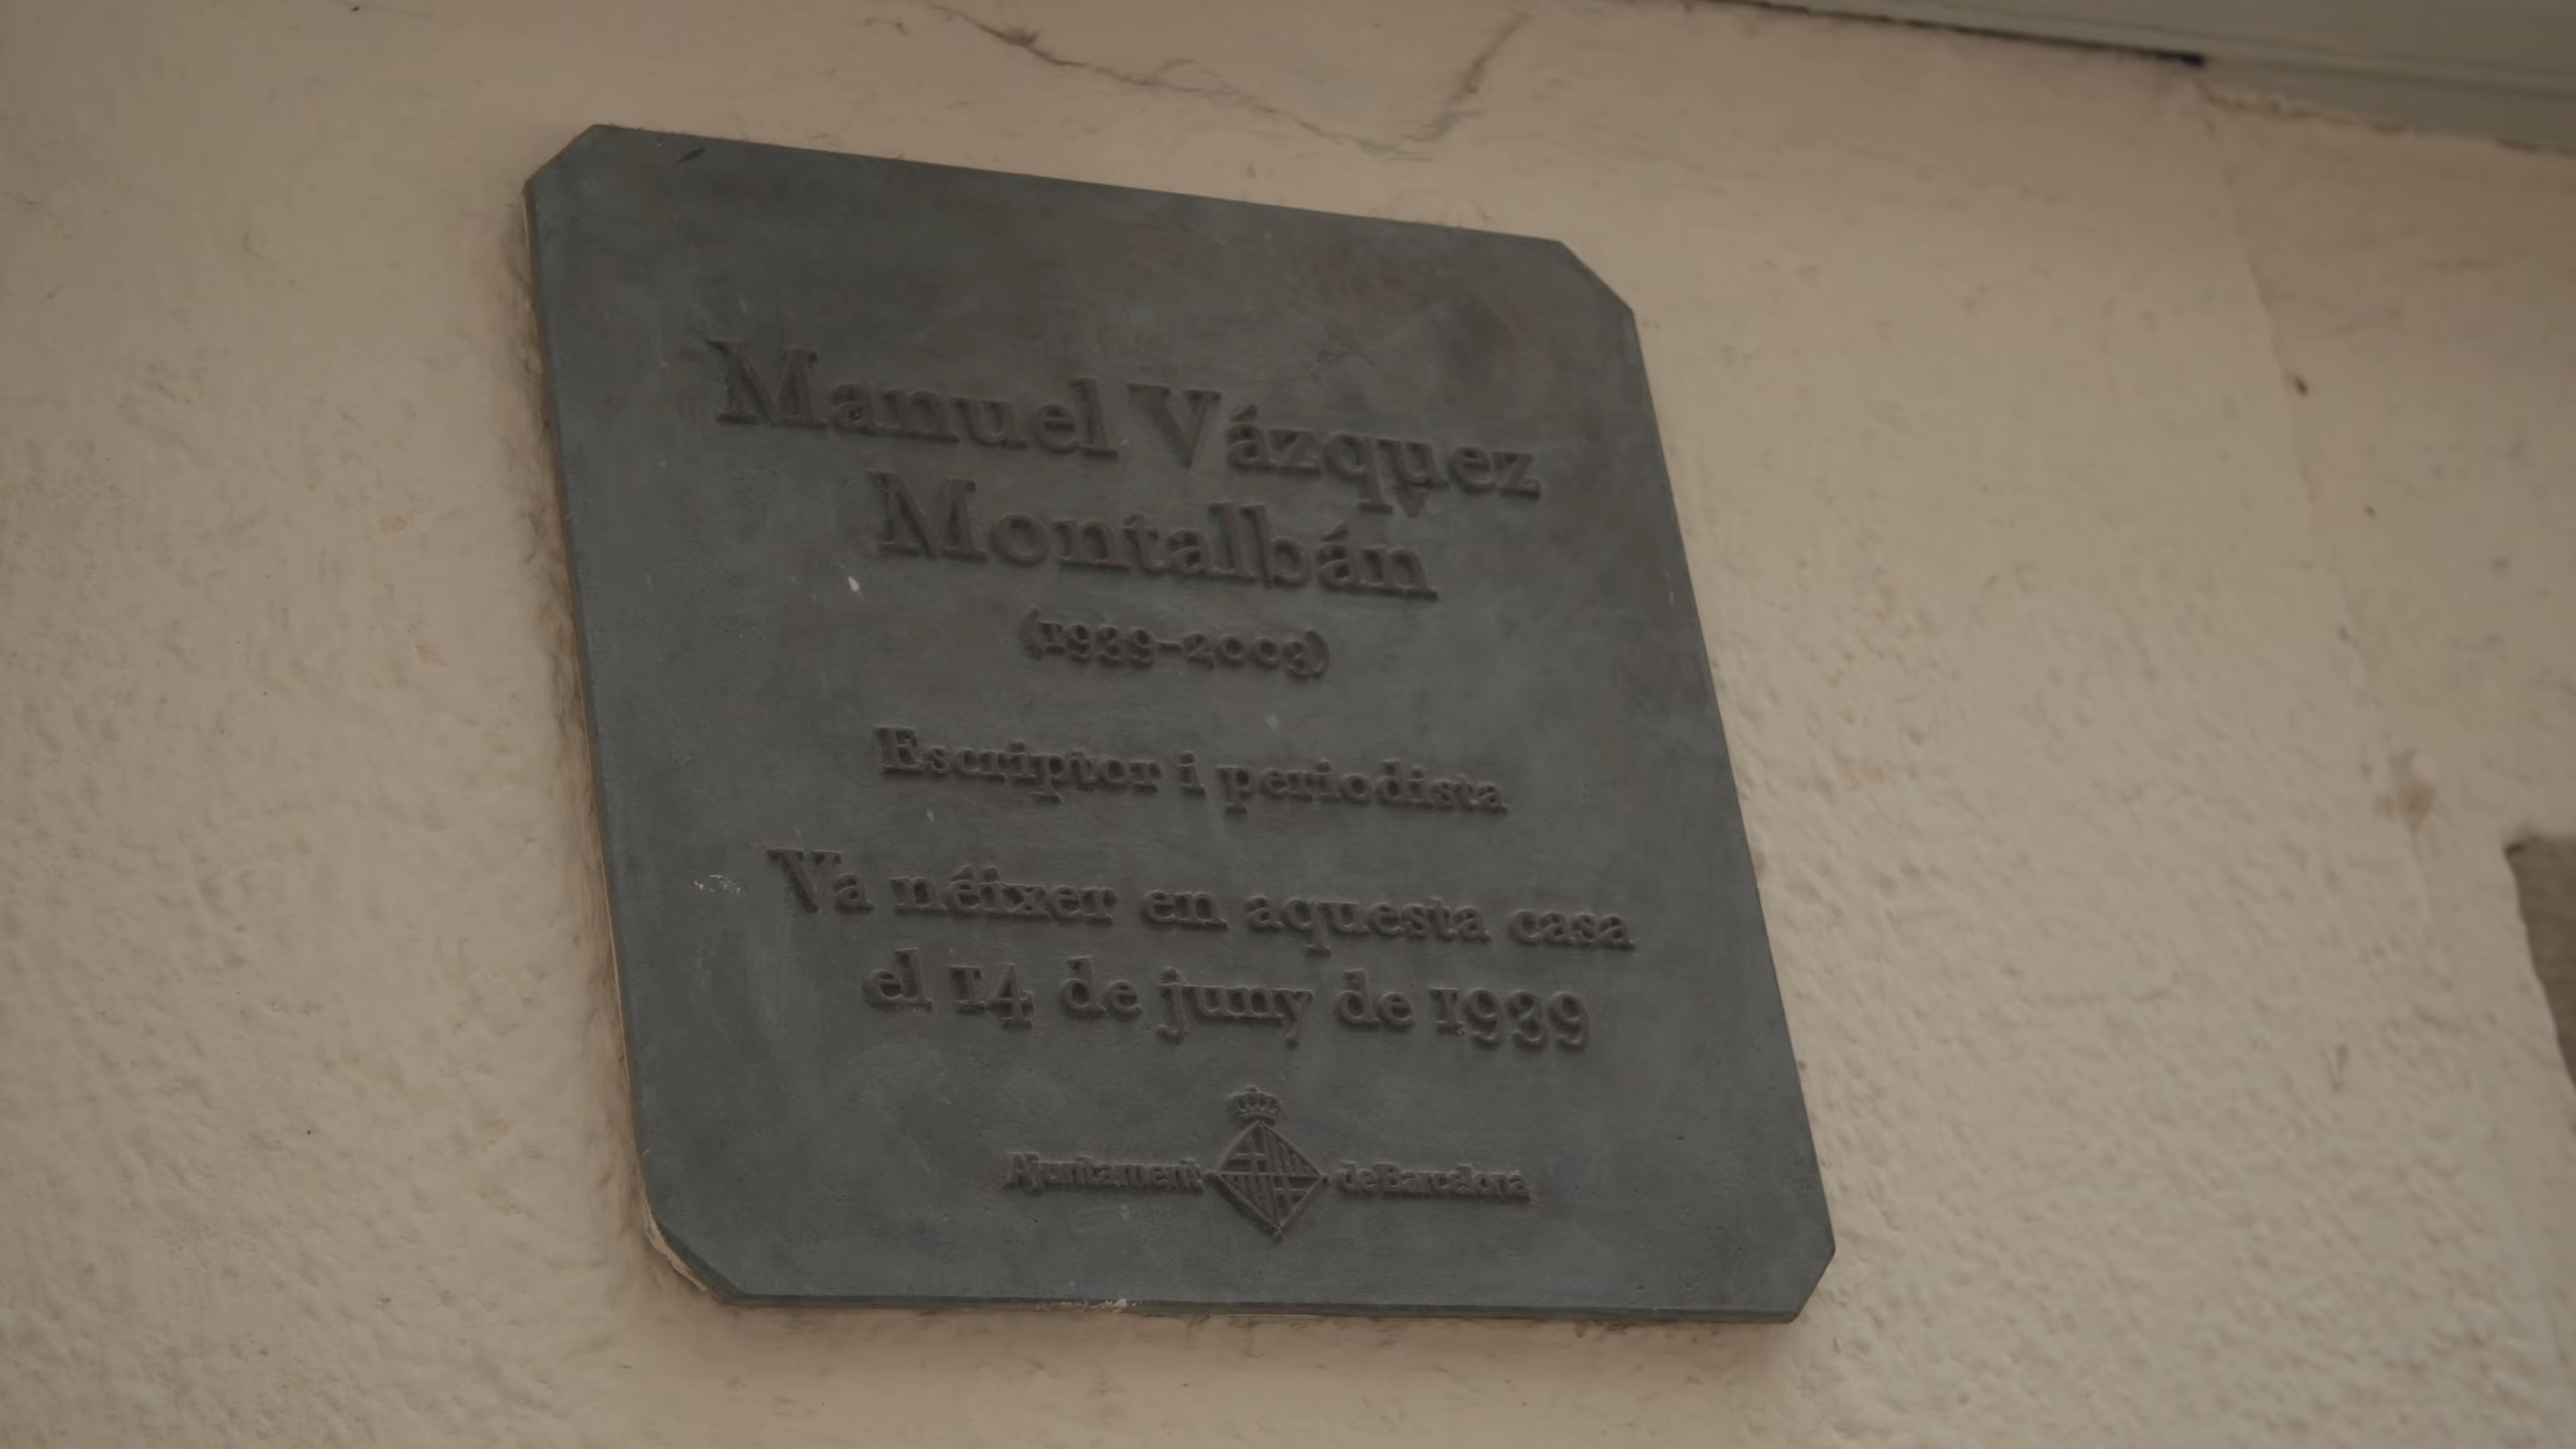 Manuel Vázquez
Montalbán
(1939-2003)
Escriptor i periodista
Va néixer en aquesta casa
el 14 de juny de 1939
Ajuntament de Barcelona